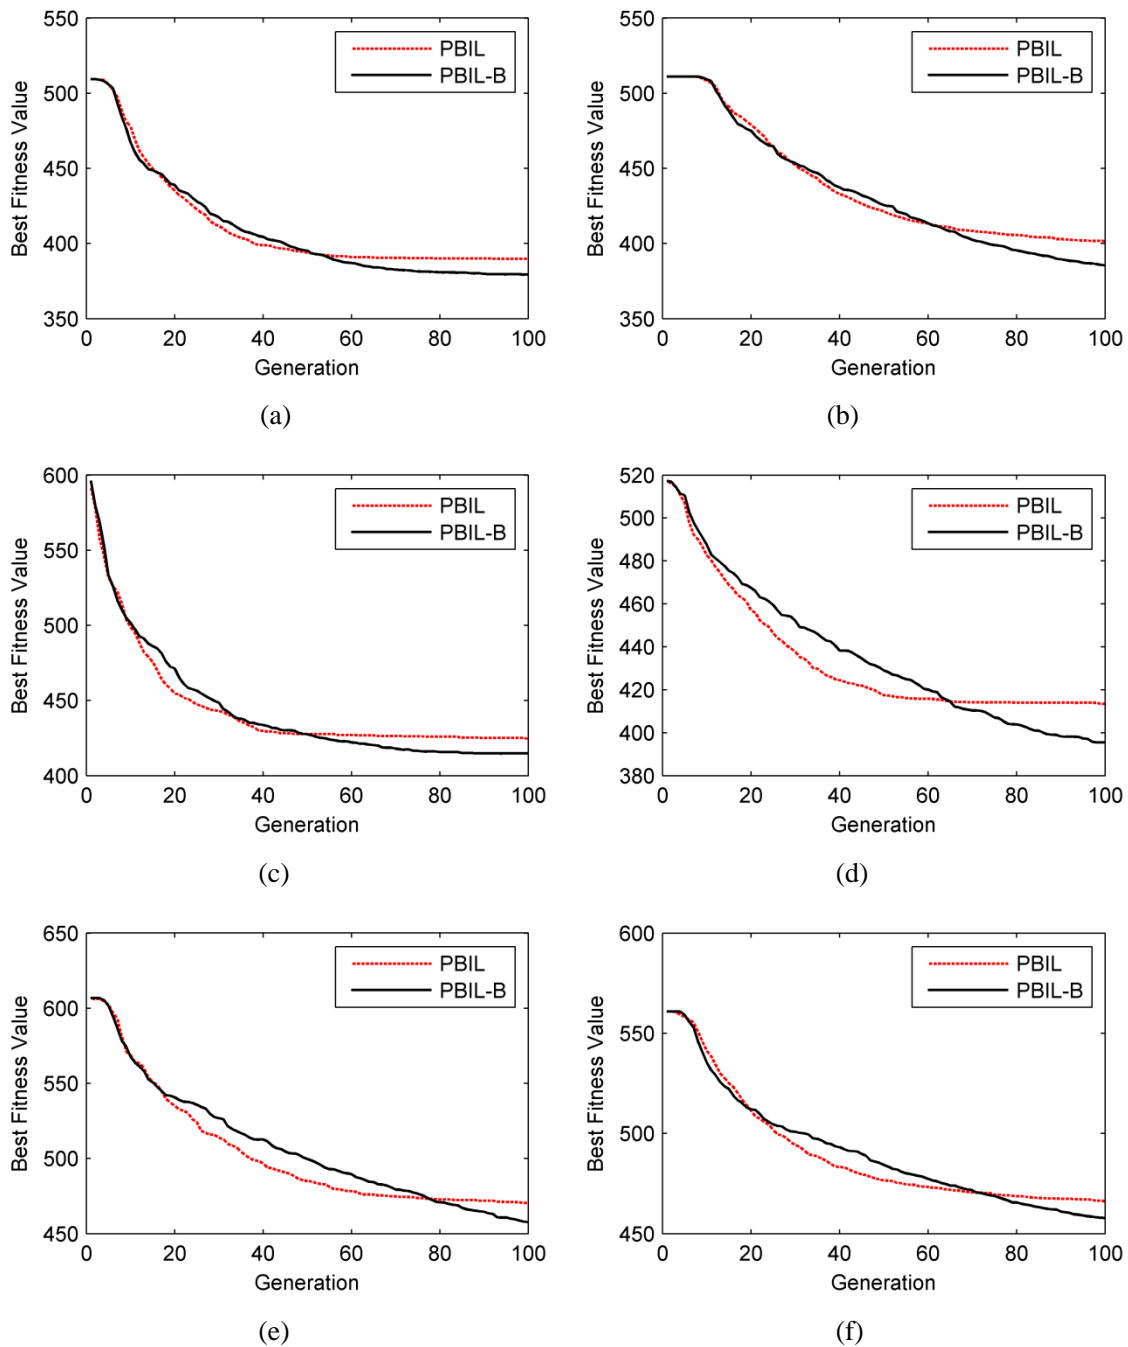 550
500
450
400
350
Best Fitness Value
PBIL
PBIL-B
0 20 40 60 80 100
Generation
(a)
550
500
450
400
350
Best Fitness Value
PBIL
PBIL-B
0 20 40 60 80 100
Generation
(b)
600
550
500
450
400
Best Fitness Value
PBIL
PBIL-B
0 20 40 60 80 100
Generation
(c)
520
500
480
460
440
420
400
380
Best Fitness Value
PBIL
PBIL-B
0 20 40 60 80 100
Generation
(d)
650
600
550
500
450
Best Fitness Value
PBIL
PBIL-B
0 20 40 60 80 100
Generation
(e)
600
550
500
450
Best Fitness Value
PBIL
PBIL-B
0 20 40 60 80 100
Generation
(f)